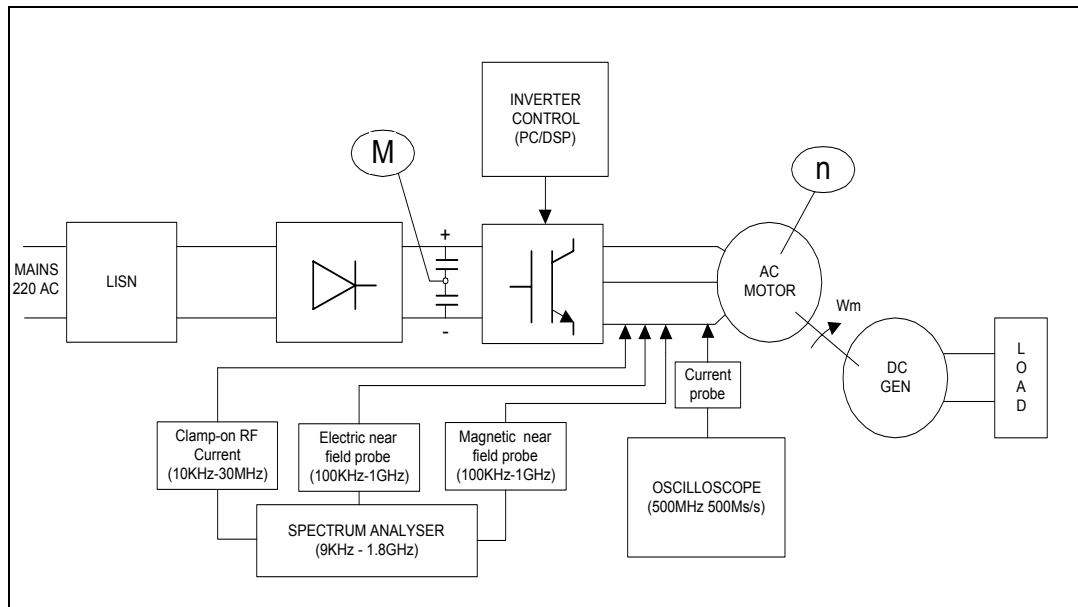 INVERTER
CONTROL
(PC/DSP)
M
n
+
MAINS
220 AC
LISN
-
AC
MOTOR
Wm
DC
GEN
L
O
A
D
Current
probe
Clamp-on RF
Current
(10KHz-30MHz)
Electric near
field probe
(100KHz-1GHz)
Magnetic near
field probe
(100KHz-1GHz)
OSCILLOSCOPE
(500MHz 500Ms/s)
SPECTRUM ANALYSER
(9KHz - 1.8GHz)